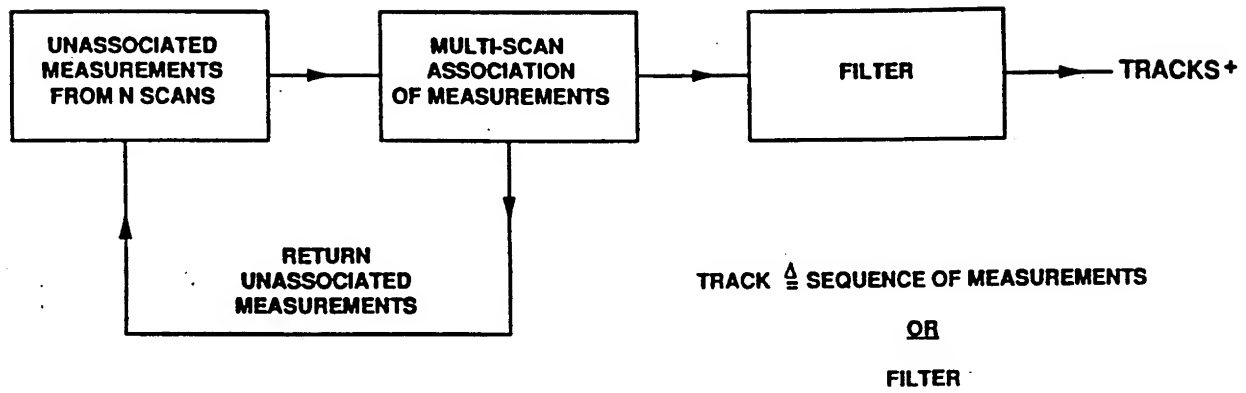 UNASSOCIATED
MEASUREMENTS
FROM N SCANS
MULTI-SCAN
ASSOCIATION
OF MEASUREMENTS
FILTER
TRACKS+
RETURN
UNASSOCIATED
MEASUREMENTS
TRACK ≜ SEQUENCE OF MEASUREMENTS
OR
FILTER